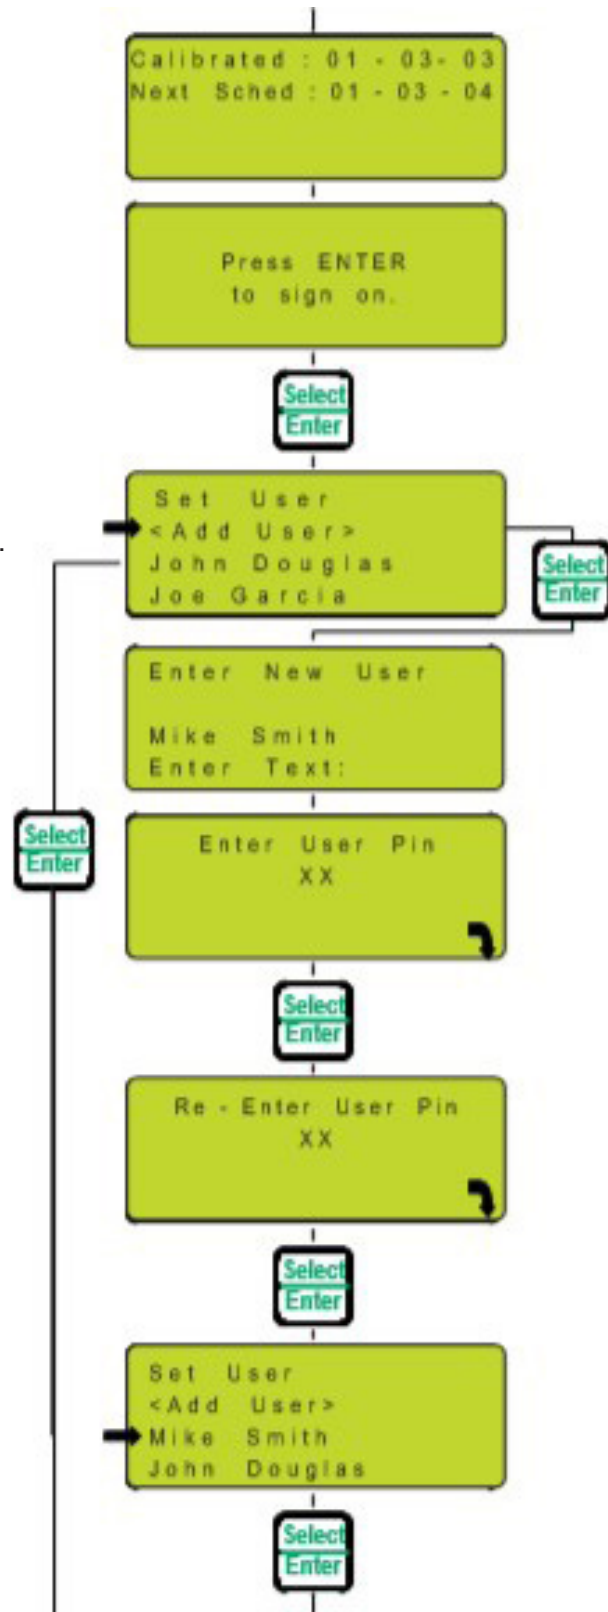 Calibrated : 01 - 03- 03
Next Sched : 01 - 03 - 04
Press ENTER
to sign on.
Select
Enter
Set User
<Add User>
John Douglas
Joe Garcia
Select
Enter
Enter New User
Mike Smith
Enter Text:
Select
Enter
Enter User Pin
XX
Select
Enter
Re - Enter User Pin
XX
Select
Enter
Set User
<Add User>
Mike Smith
John Douglas
Select
Enter